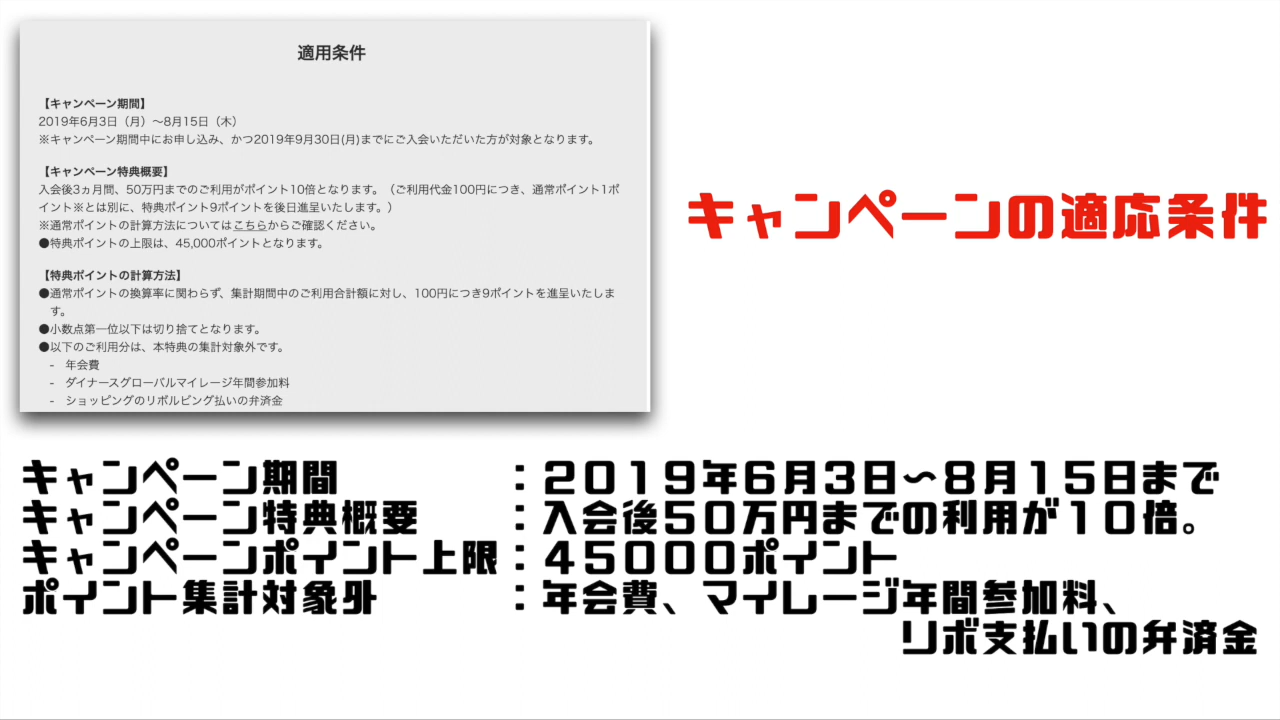 適用条件
【キャンペーン期間】
2019年6月3日（月）〜8月15日（木）
※キャンペーン期間中にお申し込み、かつ2019年9月30日(月)までにご入会いただいた方が対象となります。
【キャンペーン特典概要】
入会後3ヵ月間、50万円までのご利用がポイント10倍となります。（ご利用代金100円につき、通常ポイント1ポ
イント※とは別に、特典ポイント9ポイントを後日進呈いたします。）
※通常ポイントの計算方法についてはこちらからご確認ください。
●特典ポイントの上限は、45,000ポイントとなります。
【特典ポイントの計算方法】
●通常ポイントの換算率に関わらず、集計期間中のご利用合計額に対し、100円につき9ポイントを進呈いたしま
す。
●小数点第一位以下は切り捨てとなります。
●以下のご利用分は、本特典の集計対象外です。
- 年会費
- ダイナースグローバルマイレージ年間参加料
- ショッピングのリボルビング払いの弁済金
キャンペーンの適応条件
キャンペーン期間：２０１９年６月３日〜８月１５日まで
キャンペーン特典概要：入会後５０万円までの利用が１０倍。
キャンペーンポイント上限：４５０００ポイント
ポイント集計対象外：年会費、マイレージ年間参加料、
リボ支払いの弁済金